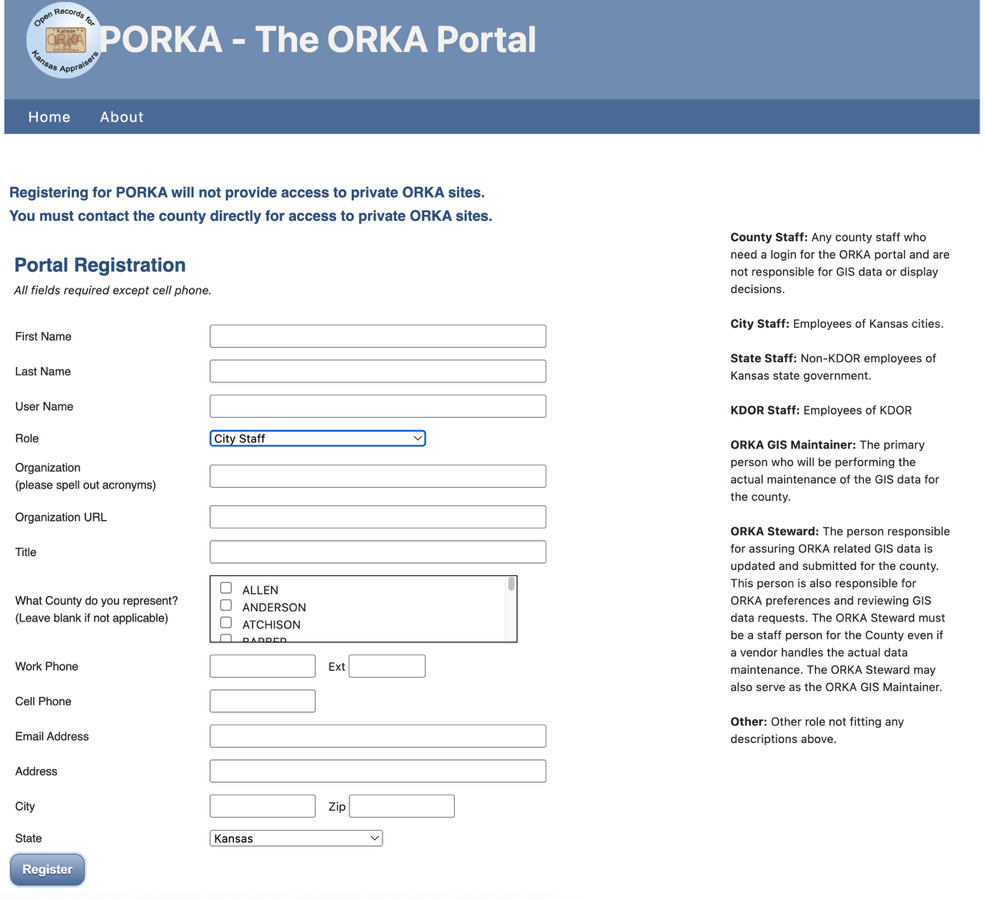 Open Records for
Kansas
ORKA
Kansas Appraisers
PORKA - The ORKA Portal
Home About
Registering for PORKA will not provide access to private ORKA sites.
You must contact the county directly for access to private ORKA sites.
Portal Registration
All fields required except cell phone.
First Name
Last Name
User Name
Role City Staff
Organization
(please spell out acronyms)
Organization URL
Title
What County do you represent?
(Leave blank if not applicable)
ALLEN
ANDERSON
ATCHISON
BARBER
Work Phone Ext
Cell Phone
Email Address
Address
City Zip
State Kansas
Register
County Staff: Any county staff who
need a login for the ORKA portal and are
not responsible for GIS data or display
decisions.
City Staff: Employees of Kansas cities.
State Staff: Non-KDOR employees of
Kansas state government.
KDOR Staff: Employees of KDOR
ORKA GIS Maintainer: The primary
person who will be performing the
actual maintenance of the GIS data for
the county.
ORKA Steward: The person responsible
for assuring ORKA related GIS data is
updated and submitted for the county.
This person is also responsible for
ORKA preferences and reviewing GIS
data requests. The ORKA Steward must
be a staff person for the County even if
a vendor handles the actual data
maintenance. The ORKA Steward may
also serve as the ORKA GIS Maintainer.
Other: Other role not fitting any
descriptions above.